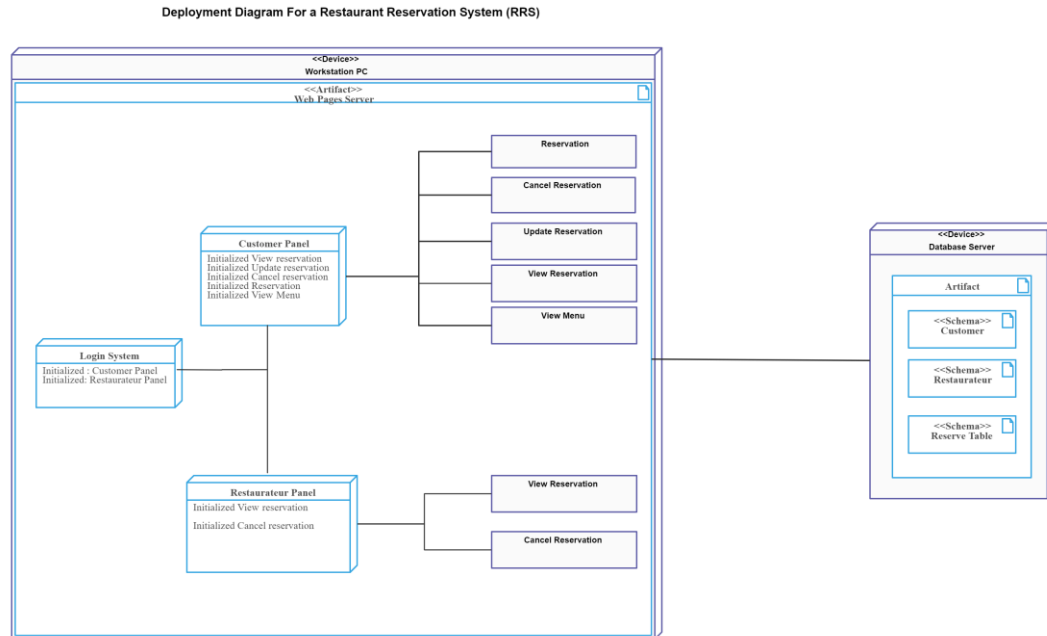 Deployment Diagram For a Restaurant Reservation System (RRS)
<<Device>>
Workstation PC
<<Artifact>>
Web Pages Server
Reservation
Cancel Reservation
Update Reservation
View Reservation
View Menu
Customer Panel
Initialized View reservation
Initialized Update reservation
Initialized Cancel reservation
Initialized Reservation
Initialized View Menu
Login System
Initialized : Customer Panel
Initialized: Restaurateur Panel
Restaurateur Panel
Initialized View reservation
Initialized Cancel reservation
View Reservation
Cancel Reservation
<<Device>>
Database Server
Artifact
<<Schema>>
Customer
<<Schema>>
Restaurateur
<<Schema>>
Reserve Table